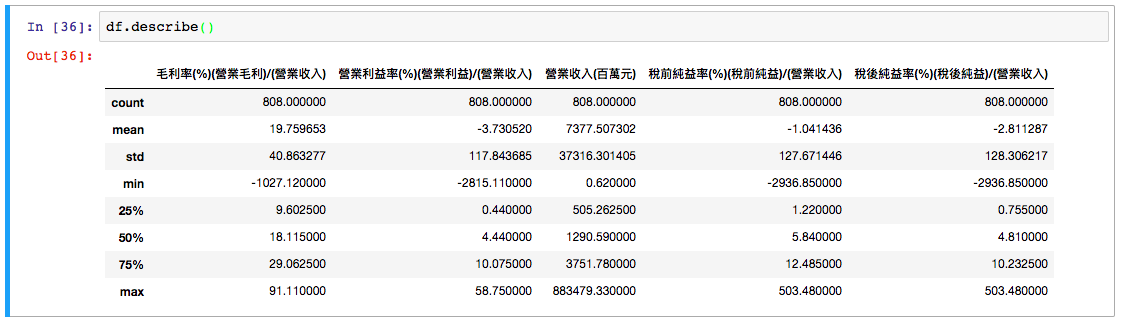 In [36]: df.describe()
Out[36]:
毛利率(%)(營業毛利)/(營業收入) 營業利益率(%)(營業利益)/(營業收入) 營業收入(百萬元) 稅前純益率(%)(稅前純益)/(營業收入) 稅後純益率(%)(稅後純益)/(營業收入)
count 808.000000 808.000000 808.000000 808.000000 808.000000
mean 19.759653 -3.730520 7377.507302 -1.041436 -2.811287
std 40.863277 117.843685 37316.301405 127.671446 128.306217
min -1027.120000 -2815.110000 0.620000 -2936.850000 -2936.850000
25% 9.602500 0.440000 505.262500 1.220000 0.755000
50% 18.115000 4.440000 1290.590000 5.840000 4.810000
75% 29.062500 10.075000 3751.780000 12.485000 10.232500
max 91.110000 58.750000 883479.330000 503.480000 503.480000